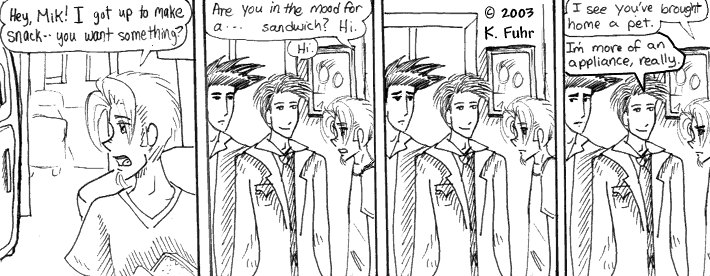 Hey, Mik! I got up to make
snack-- you want something?
Are you in the mood for
a.... sandwich? Hi.
Hi.
© 2003
K. Fuhr
I see you've brought
home a pet.
I'm more of an
appliance, really.